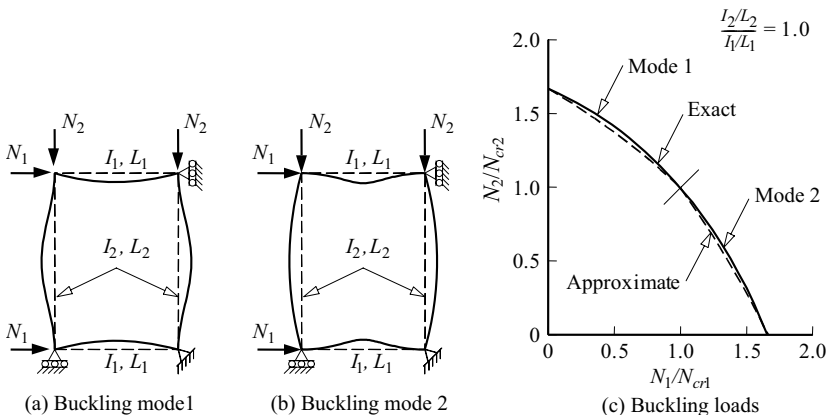 N₂ N₂
N₁
I₁, L₁
I₂, L₂
N₁
I₁, L₁
(a) Buckling mode1
N₂ N₂
N₁
I₁, L₁
I₂, L₂
N₁
I₁, L₁
(b) Buckling mode 2
I₂/L₂
I₁/L₁ = 1.0
2.0
1.5
1.0
0.5
0
N₂/Ncr2
Mode 1
Exact
Mode 2
Approximate
0 0.5 1.0 1.5 2.0
N₁/Ncr1
(c) Buckling loads